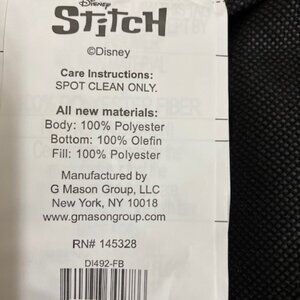 Disney
STITCH
©Disney
Care Instructions:
SPOT CLEAN ONLY.
All new materials:
Body: 100% Polyester
Bottom: 100% Olefin
Fill: 100% Polyester
Manufactured by
G Mason Group, LLC
New York, NY 10018
www.gmasongroup.com
RN# 145328
DI492-FB